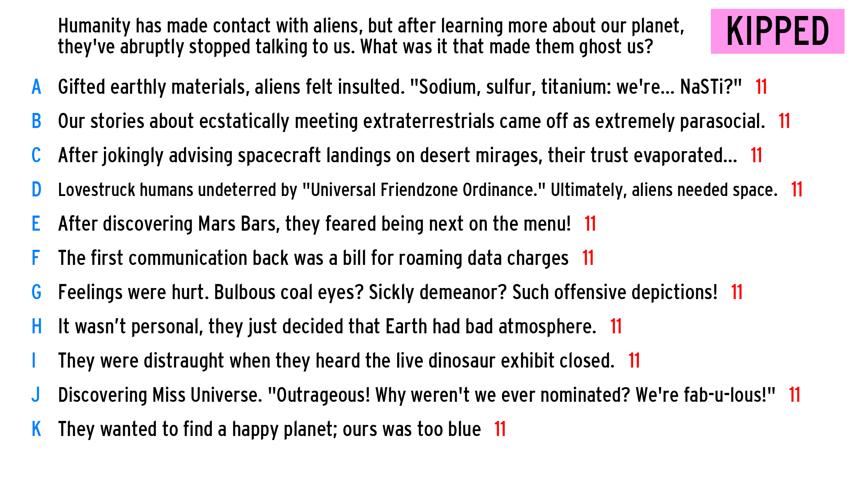 Humanity has made contact with aliens, but after learning more about our planet,
they've abruptly stopped talking to us. What was it that made them ghost us?
KIPPED
A Gifted earthly materials, aliens felt insulted. "Sodium, sulfur, titanium: we're... NaSTi?" 11
B Our stories about ecstatically meeting extraterrestrials came off as extremely parasocial. 11
C After jokingly advising spacecraft landings on desert mirages, their trust evaporated... 11
D Lovestruck humans undeterred by "Universal Friendzone Ordinance." Ultimately, aliens needed space. 11
E After discovering Mars Bars, they feared being next on the menu! 11
F The first communication back was a bill for roaming data charges 11
G Feelings were hurt. Bulbous coal eyes? Sickly demeanor? Such offensive depictions! 11
H It wasn’t personal, they just decided that Earth had bad atmosphere. 11
I They were distraught when they heard the live dinosaur exhibit closed. 11
J Discovering Miss Universe. "Outrageous! Why weren't we ever nominated? We're fab-u-lous!" 11
K They wanted to find a happy planet; ours was too blue 11